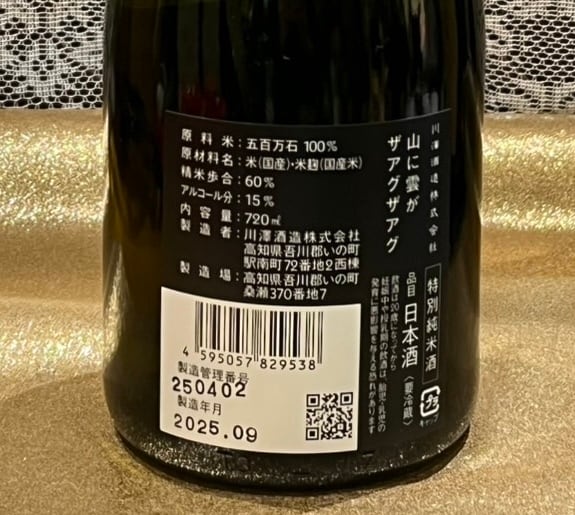 川澤酒造株式会社
山に雲が
ザアグザアグ
特別純米酒
品目 日本酒 (要冷蔵)
飲酒は20歳になってから
妊娠中や授乳期の飲酒は、胎児・乳児の
発育に悪影響を与える恐れがあります
キャップ
原料米:五百万石 100%
原材料名:米(国産)・米麹(国産米)
精米歩合:60%
アルコール分:15%
内容量:720㎖
製造者:川澤酒造株式会社
高知県吾川郡いの町
駅南町72番地2西棟
製造場:高知県吾川郡いの町
桑瀬370番地7
4 595057 829538
製造管理番号
250402
製造年月
2025.09